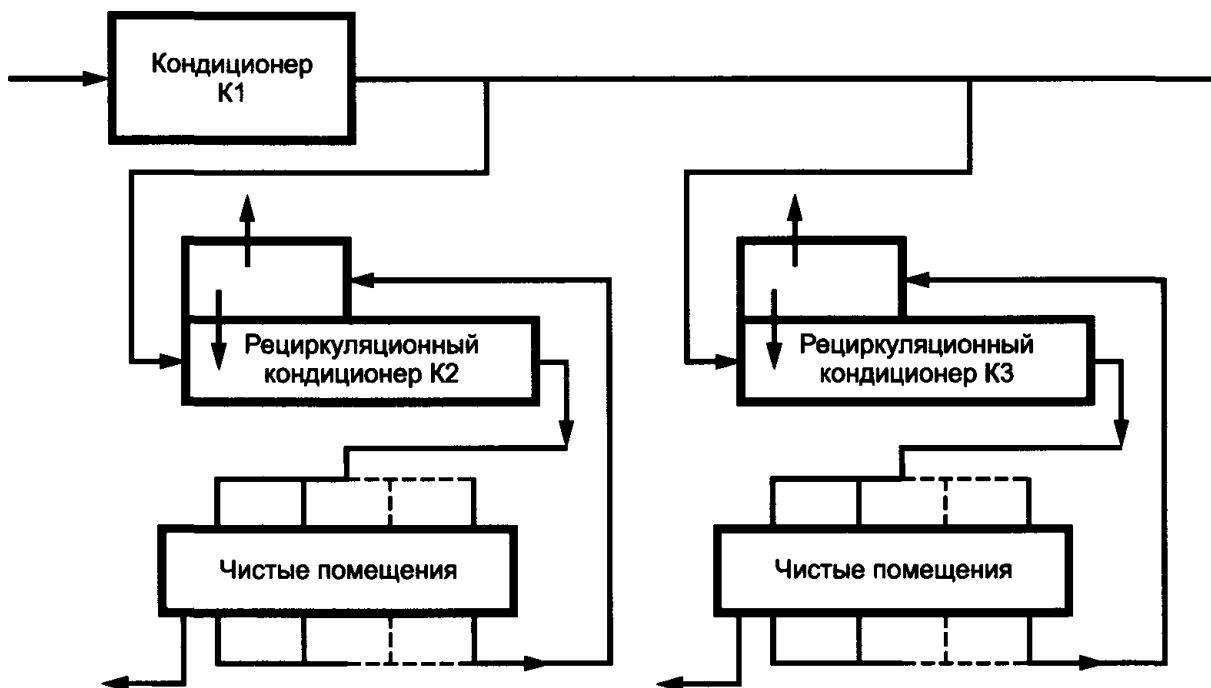 Кондиционер
К1
Рециркуляционный
кондиционер К2
Рециркуляционный
кондиционер К3
Чистые помещения
Чистые помещения